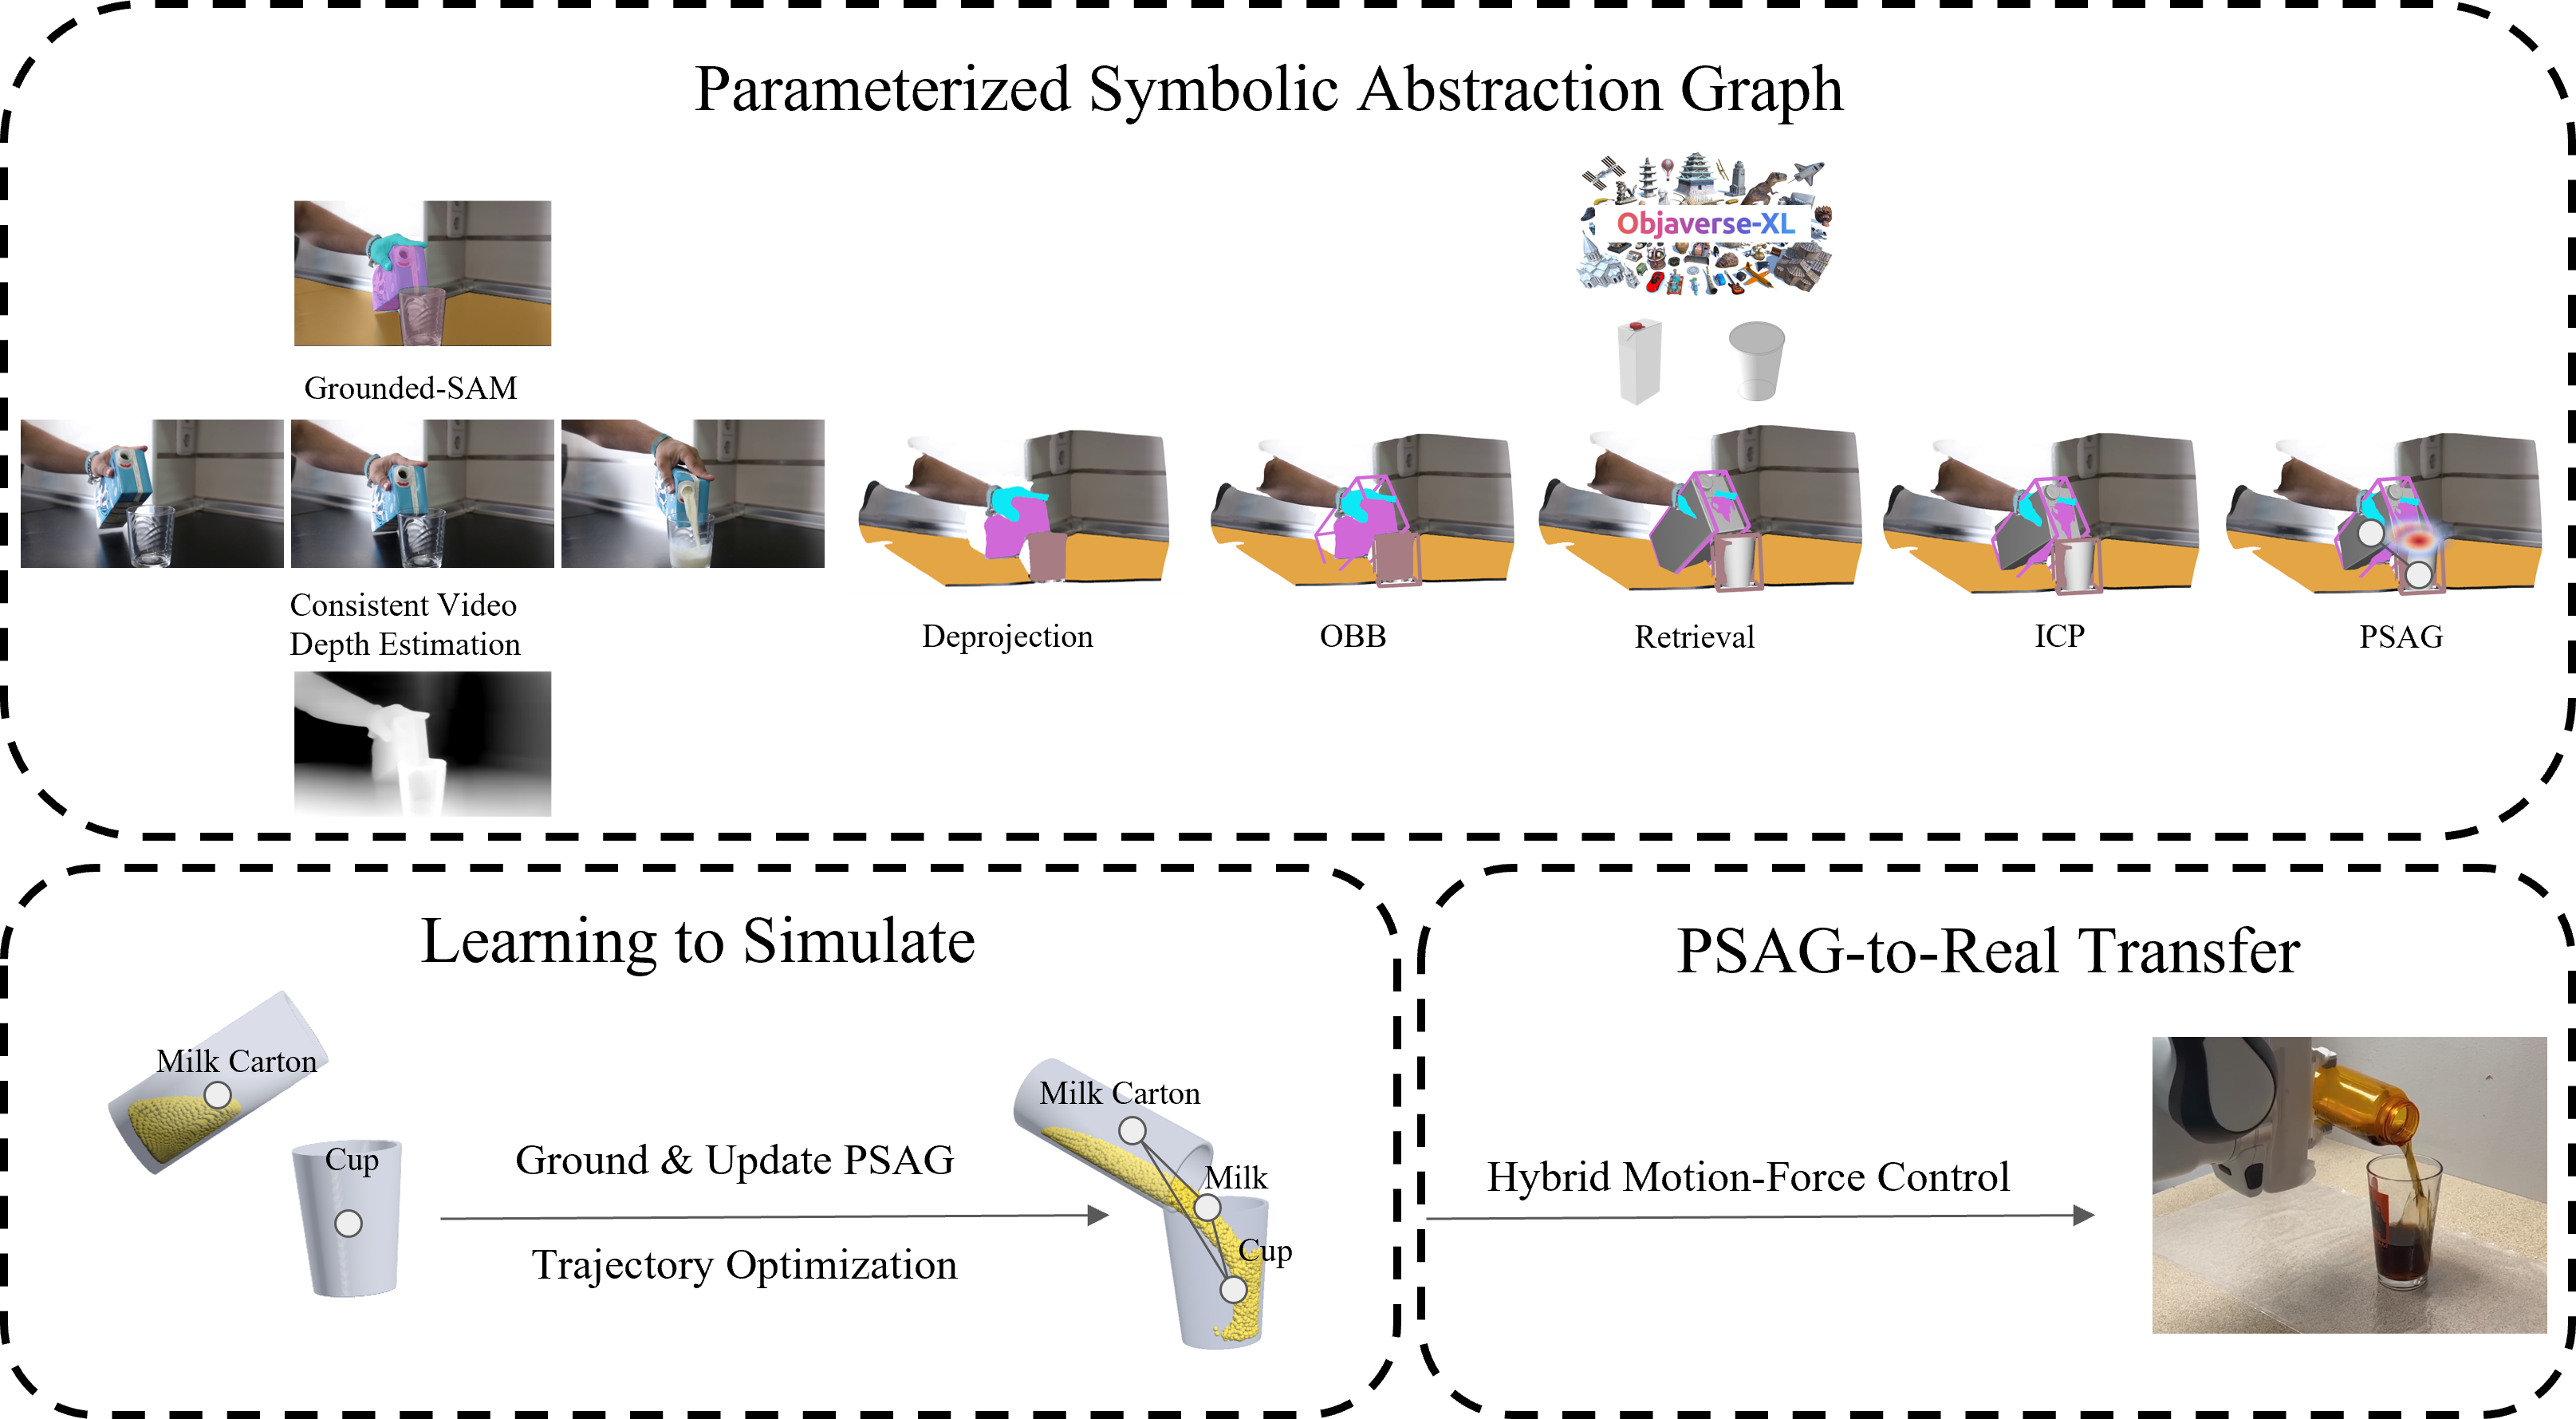 Parameterized Symbolic Abstraction Graph
Objaverse-XL
Grounded-SAM
Consistent Video
Depth Estimation
Deprojection
OBB
Retrieval
ICP
PSAG
Learning to Simulate
Milk Carton
Cup
Ground & Update PSAG
Trajectory Optimization
Milk Carton
Milk
Cup
PSAG-to-Real Transfer
Hybrid Motion-Force Control